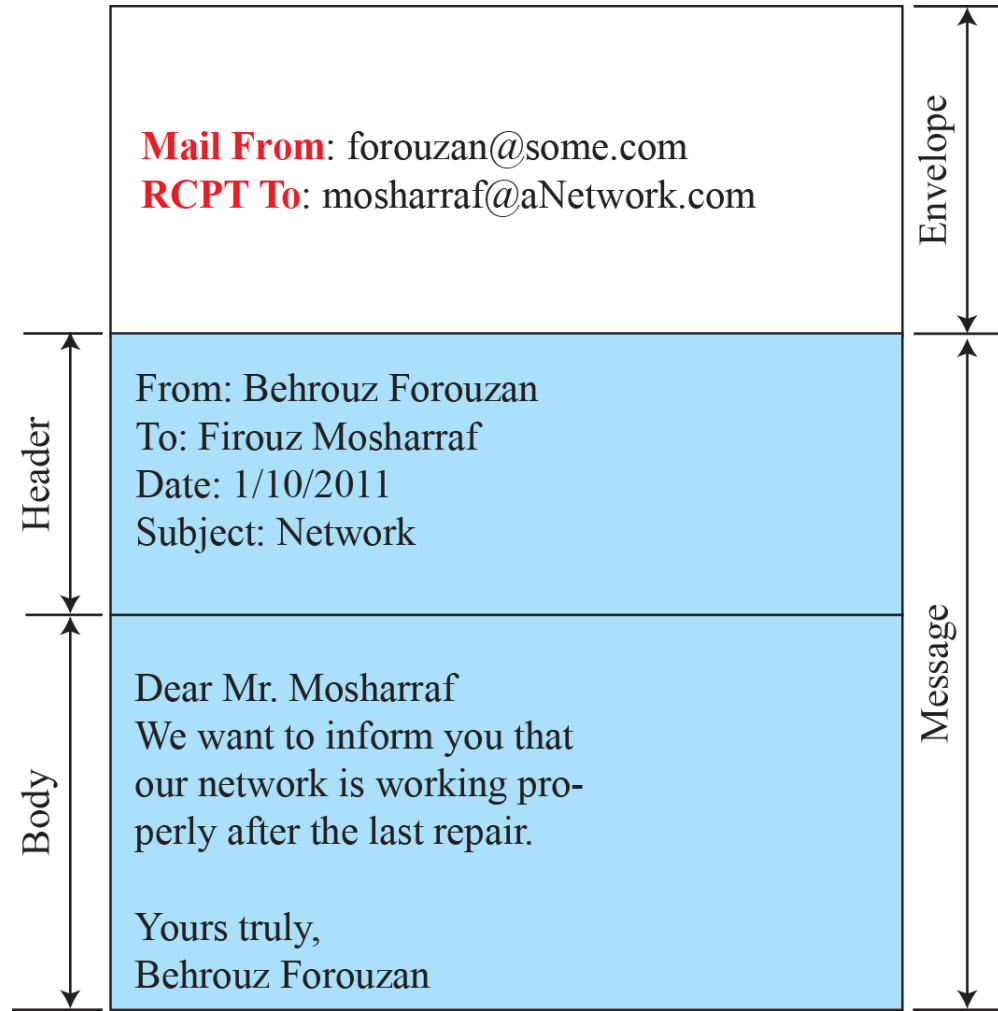 Mail From: forouzan@some.com
RCPT To: mosharraf@aNetwork.com
Envelope
Header
From: Behrouz Forouzan
To: Firouz Mosharraf
Date: 1/10/2011
Subject: Network
Message
Body
Dear Mr. Mosharraf
We want to inform you that
our network is working pro-
perly after the last repair.
Yours truly,
Behrouz Forouzan